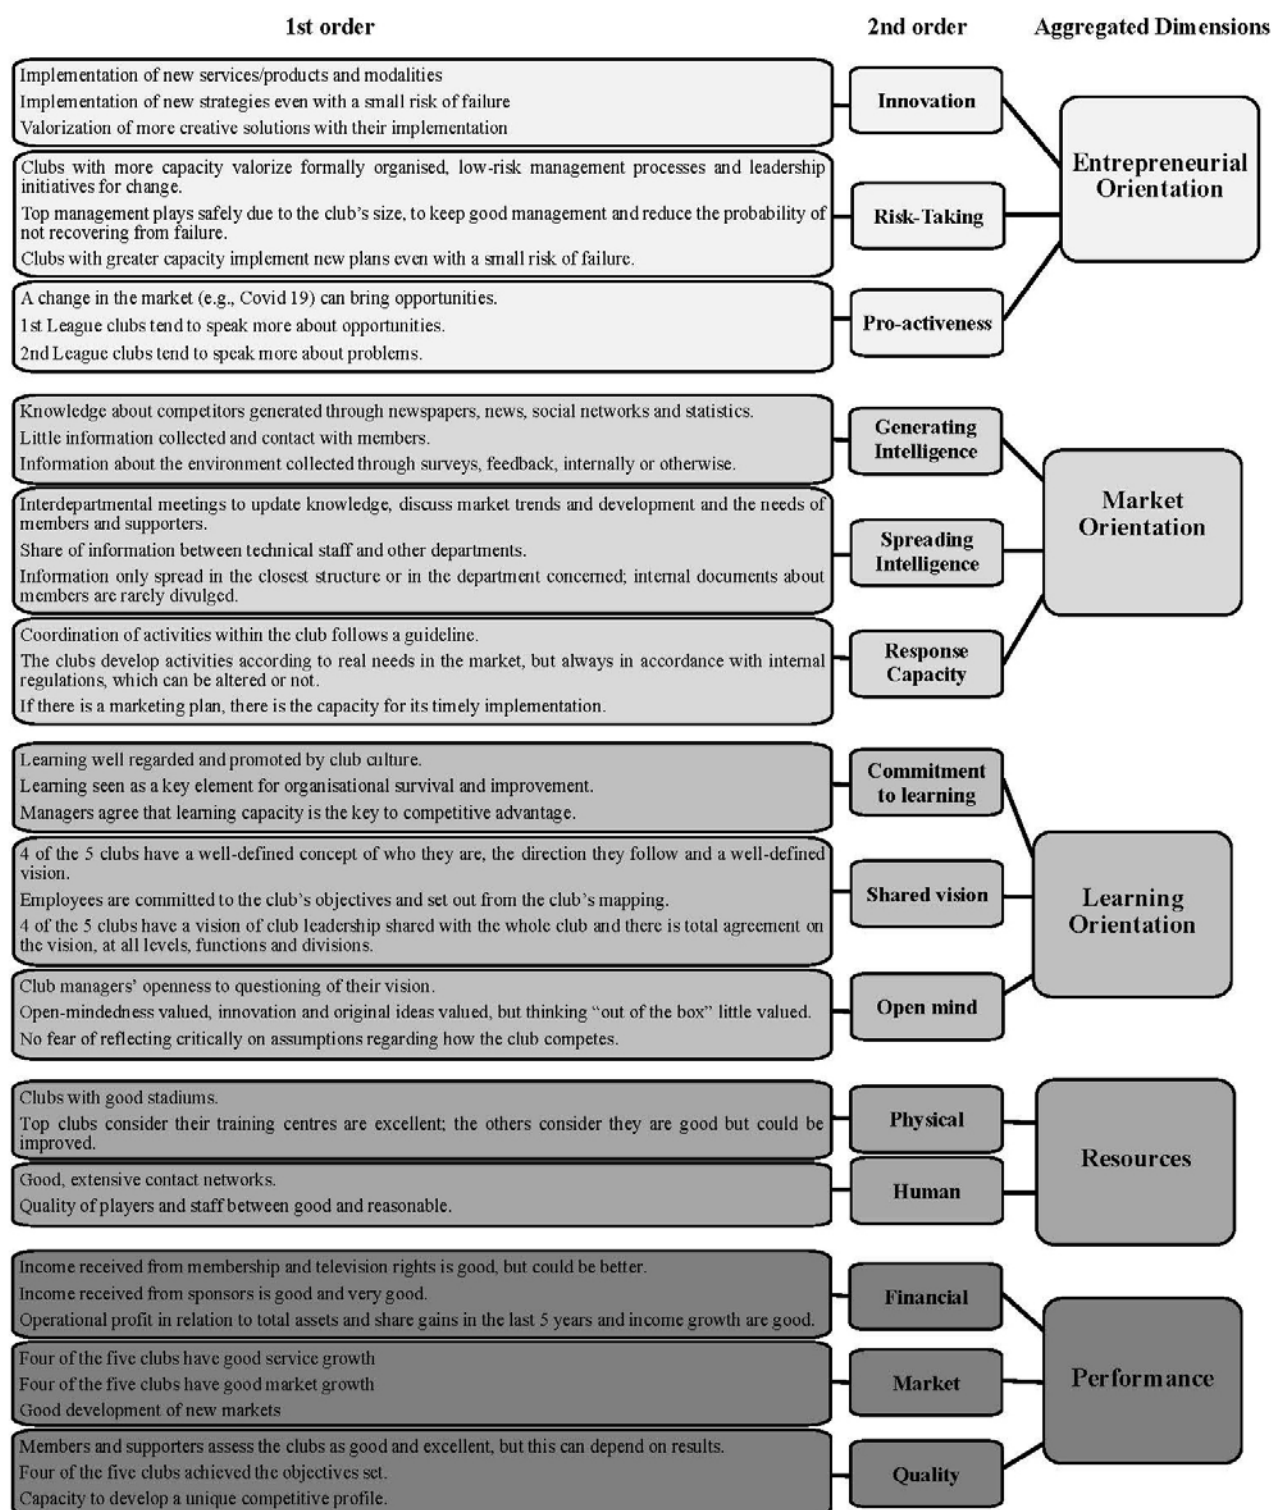 1st order
2nd order
Aggregated Dimensions
Implementation of new services/products and modalities
Implementation of new strategies even with a small risk of failure
Valorization of more creative solutions with their implementation
Innovation
Clubs with more capacity valorize formally organised, low-risk management processes and leadership
initiatives for change.
Top management plays safely due to the club's size, to keep good management and reduce the probability of
not recovering from failure.
Clubs with greater capacity implement new plans even with a small risk of failure.
Risk-Taking
Entrepreneurial
Orientation
A change in the market (e.g., Covid 19) can bring opportunities.
1st League clubs tend to speak more about opportunities.
2nd League clubs tend to speak more about problems.
Pro-activeness
Knowledge about competitors generated through newspapers, news, social networks and statistics.
Little information collected and contact with members.
Information about the environment collected through surveys, feedback, internally or otherwise.
Generating
Intelligence
Interdepartmental meetings to update knowledge, discuss market trends and development and the needs of
members and supporters.
Share of information between technical staff and other departments.
Information only spread in the closest structure or in the department concerned; internal documents about
members are rarely divulged.
Spreading
Intelligence
Market
Orientation
Coordination of activities within the club follows a guideline.
The clubs develop activities according to real needs in the market, but always in accordance with internal
regulations, which can be altered or not.
If there is a marketing plan, there is the capacity for its timely implementation.
Response
Capacity
Learning well regarded and promoted by club culture.
Learning seen as a key element for organisational survival and improvement.
Managers agree that learning capacity is the key to competitive advantage.
Commitment
to learning
4 of the 5 clubs have a well-defined concept of who they are, the direction they follow and a well-defined
vision.
Employees are committed to the club's objectives and set out from the club's mapping.
4 of the 5 clubs have a vision of club leadership shared with the whole club and there is total agreement on
the vision, at all levels, functions and divisions.
Shared vision
Learning
Orientation
Club managers' openness to questioning of their vision.
Open-mindedness valued, innovation and original ideas valued, but thinking “out of the box” little valued.
No fear of reflecting critically on assumptions regarding how the club competes.
Open mind
Clubs with good stadiums.
Top clubs consider their training centres are excellent; the others consider they are good but could be
improved.
Physical
Good, extensive contact networks.
Quality of players and staff between good and reasonable.
Human
Resources
Income received from membership and television rights is good, but could be better.
Income received from sponsors is good and very good.
Operational profit in relation to total assets and share gains in the last 5 years and income growth are good.
Financial
Four of the five clubs have good service growth
Four of the five clubs have good market growth
Good development of new markets
Market
Performance
Members and supporters assess the clubs as good and excellent, but this can depend on results.
Four of the five clubs achieved the objectives set.
Capacity to develop a unique competitive profile.
Quality